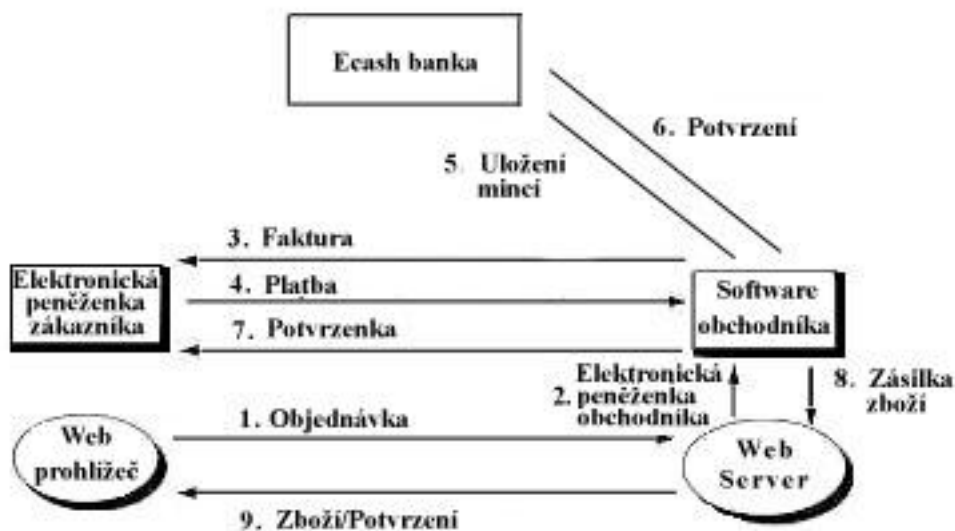 Ecash banka
6. Potvrzení
5. Uložení
mincí
3. Faktura
Elektronická
peněženka
zákazníka
4. Platba
Software
obchodníka
7. Potvrzenka
Elektronická
2. peněženka
obchodníka
8. Zásilka
zboží
1. Objednávka
Web
prohlížeč
Web
Server
9. Zboží/Potvrzení